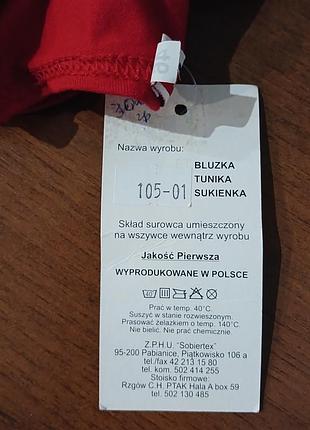 40
Nazwa wyrobu:
BLUZKA
TUNIKA
SUKIENKA
105-01
Skład surowca umieszczony
na wszywce wewnątrz wyrobu
Jakość Pierwsza
WYPRODUKOWANE W POLSCE
40
Prać w temp. 40°C.
Suszyć w stanie rozwieszonym.
Prasować żelazkiem o temp. 140°C
Nie bielić. Nie prać chemicznie.
Z.P.H.U. "Sobiertex"
95-200 Pabianice, Piątkowisko 106 a
tel./fax 42 213 15 80
tel. kom. 502 414 255
Stoisko firmowe:
Rzgów C.H. PTAK Hala A box 59
tel. 502 130 485